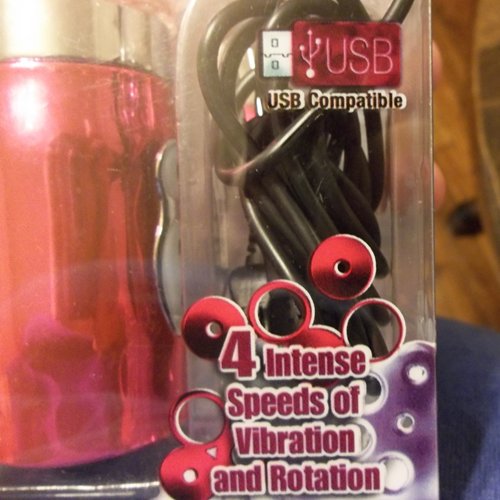 USB
USB Compatible
4 Intense
Speeds of
Vibration
and Rotation